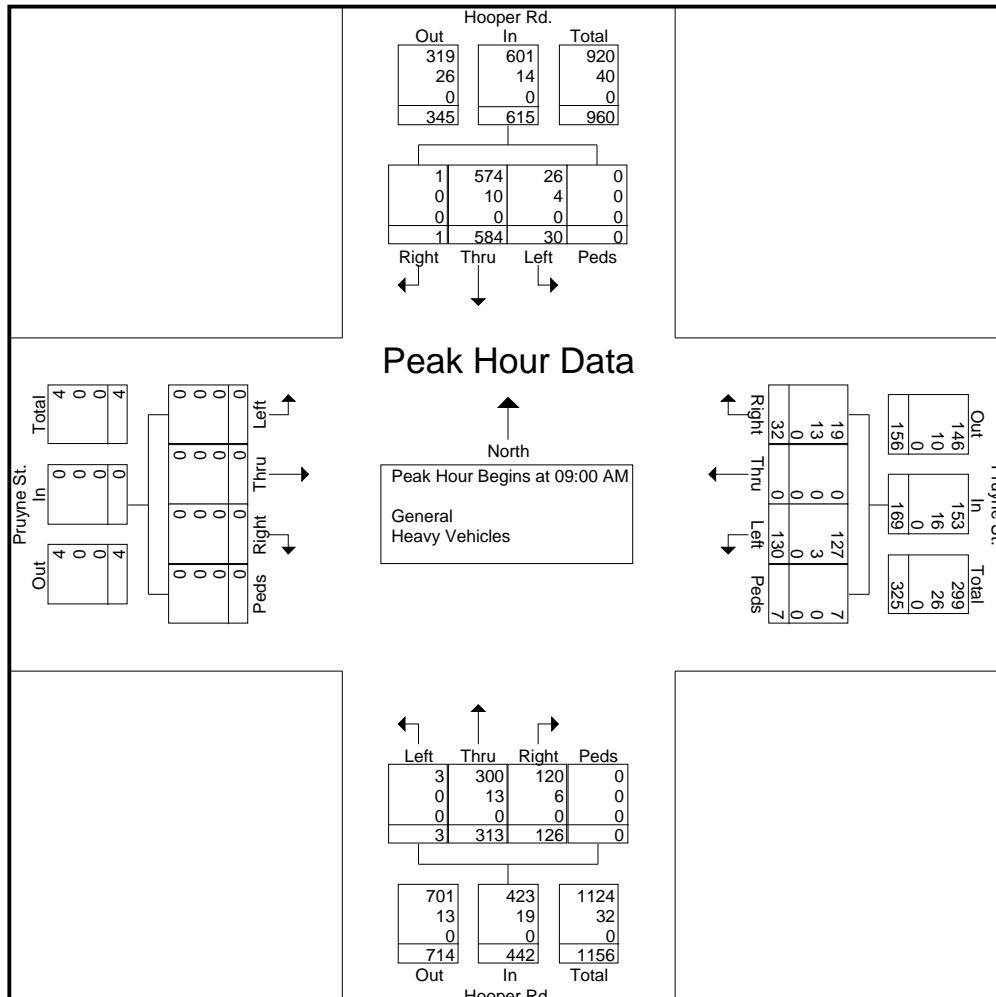 Hooper Rd.
Out In Total
319 601 920
26 14 40
0 0 0
345 615 960
1 574 26 0
0 10 4 0
0 0 0 0
1 584 30 0
Right Thru Left Peds
Peak Hour Data
North
Peak Hour Begins at 09:00 AM
General
Heavy Vehicles
Pruyne St.
Total In Out
4 0 4
0 0 0
0 0 0
4 0 4
0 0 0 0
0 0 0 0
0 0 0 0
0 0 0 0
Left Thru Right Peds
Right Thru Left Peds
19 0 127 7
13 0 3 0
0 0 0 0
32 0 130 7
Out In Total
146 153 299
10 16 26
0 0 0
156 169 325
Pruyne St.
Left Thru Right Peds
3 300 120 0
0 13 6 0
0 0 0 0
3 313 126 0
701 423 1124
13 19 32
0 0 0
714 442 1156
Out In Total
Hooper Rd.